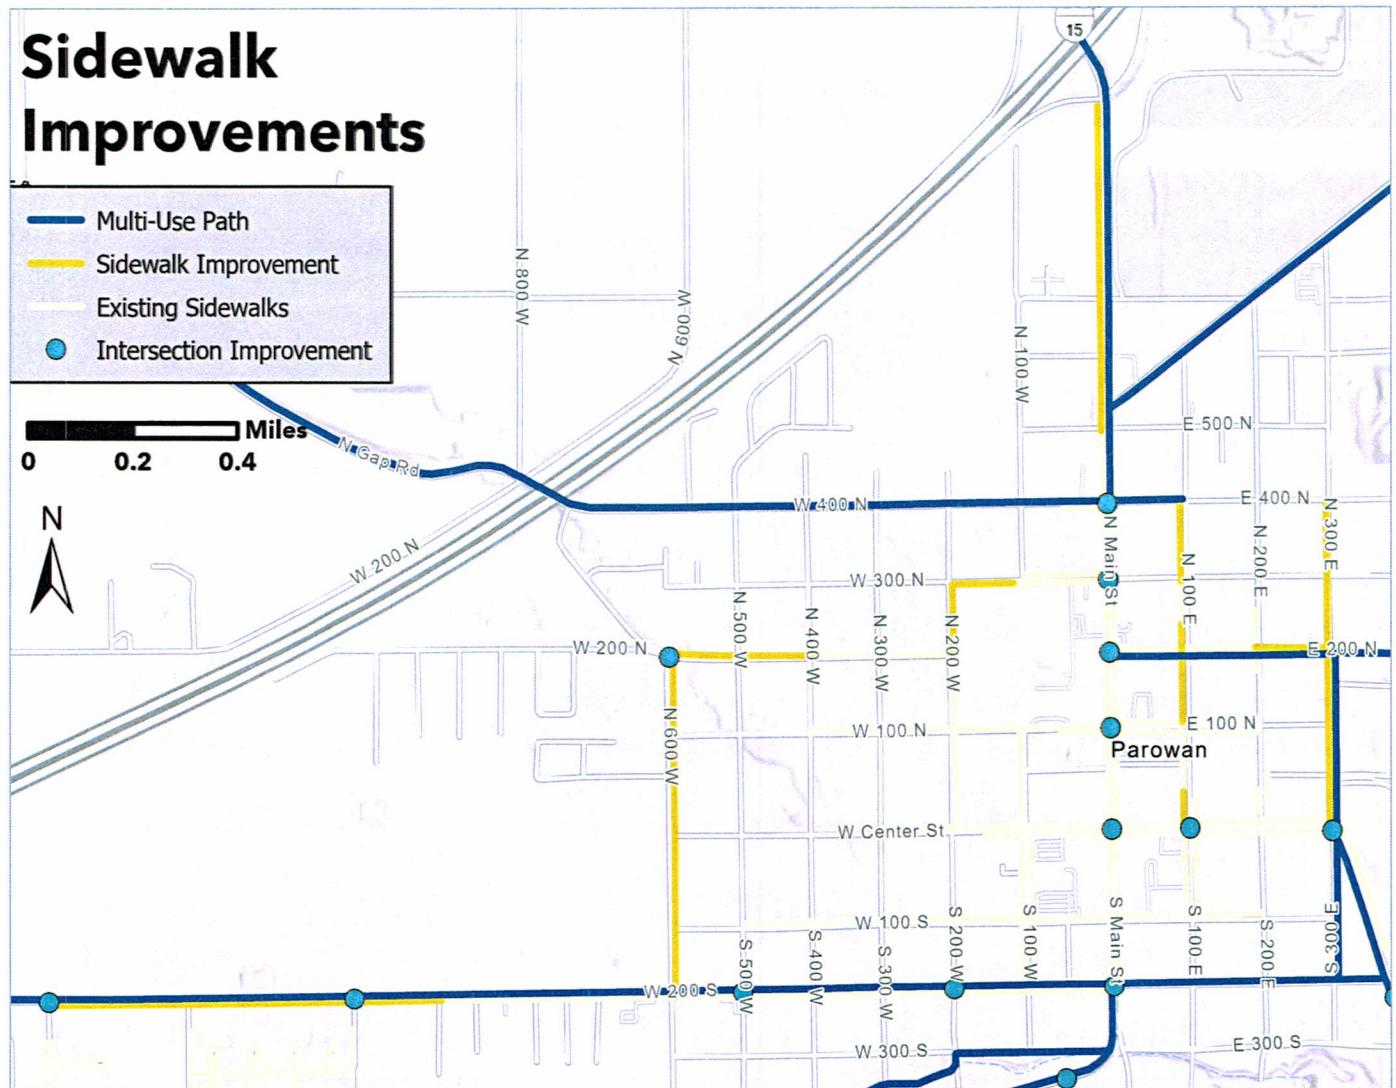 Sidewalk
Improvements
Multi-Use Path
Sidewalk Improvement
Existing Sidewalks
Intersection Improvement
Miles
0 0.2 0.4
N
15
N 800 W
N 600 W
N 100 W
E 500 N
N Gap Rd
W 400 N
E 400 N
W 200 N
N Main St
N 100 E
N 200 E
N 300 E
W 300 N
N 500 W
N 400 W
N 300 W
N 200 W
W 200 N
E 200 N
N 600 W
W 100 N
E 100 N
Parowan
W Center St
W 100 S
S 500 W
S 400 W
S 300 W
S 200 W
S 100 W
S Main St
S 100 E
S 200 E
S 300 E
W 200 S
W 300 S
E 300 S